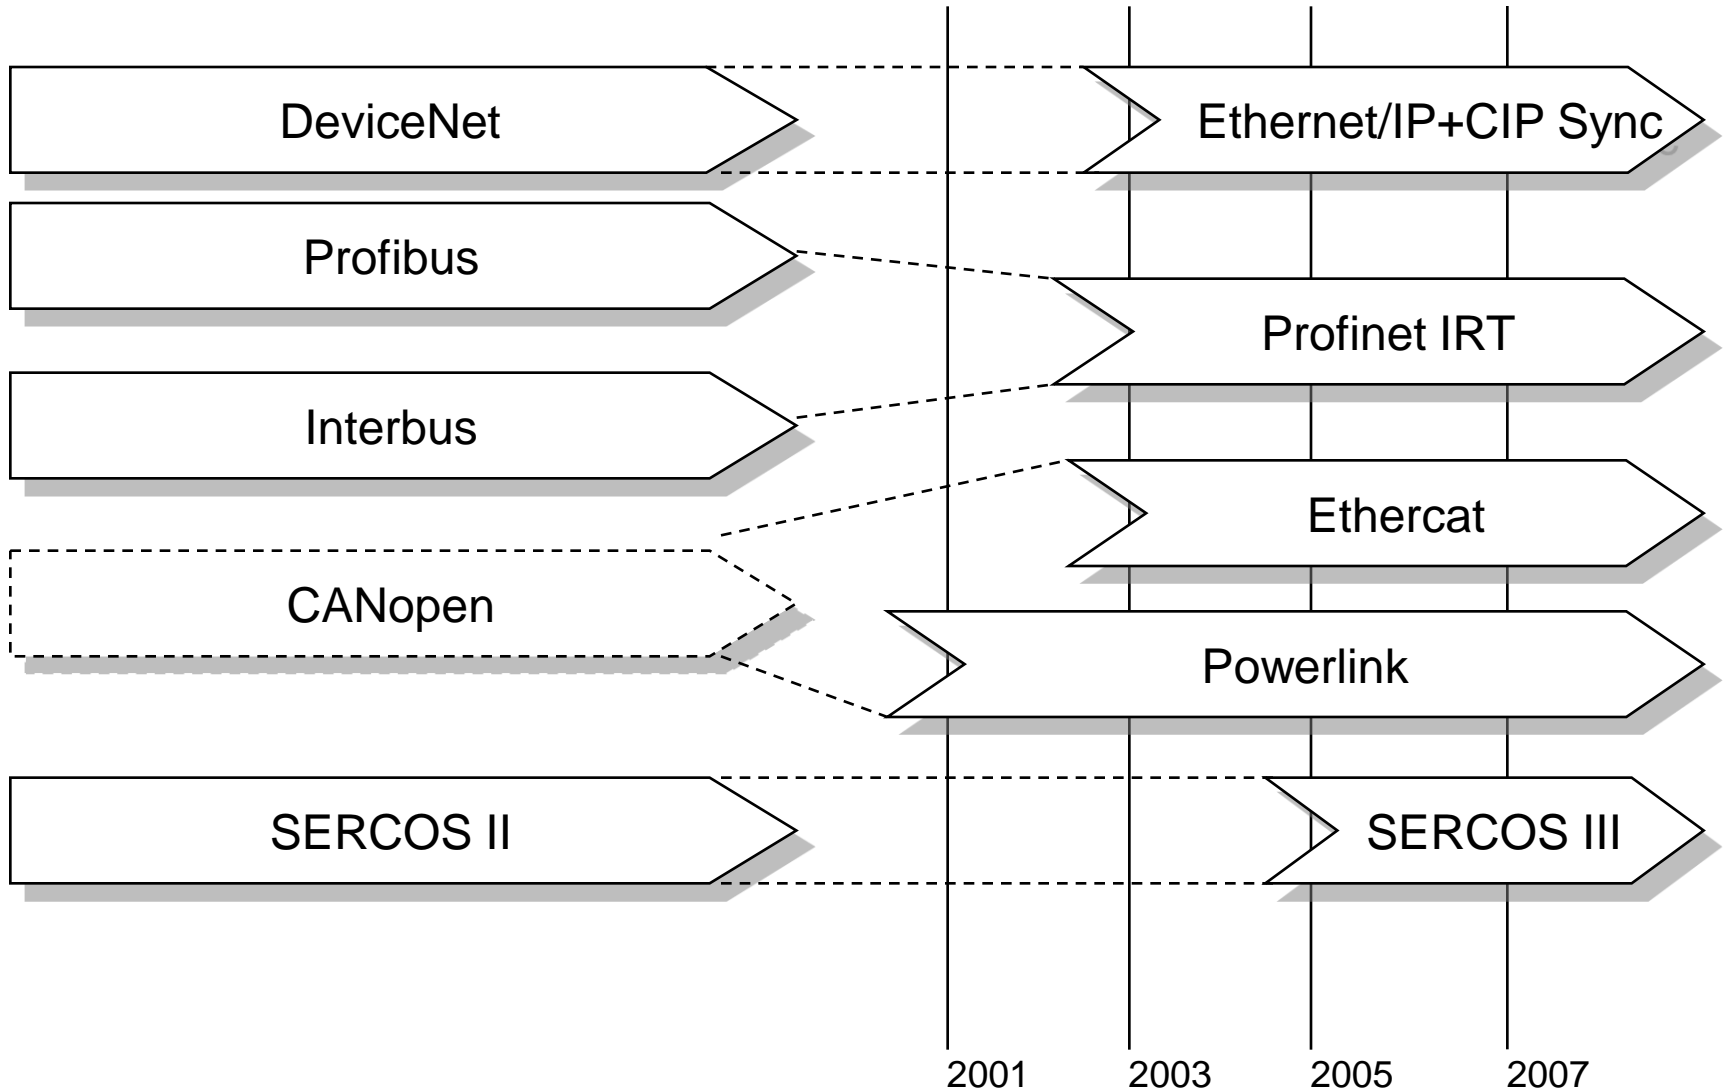 DeviceNet
Ethernet/IP+CIP Sync
Profibus
Profinet IRT
Interbus
Ethercat
CANopen
Powerlink
SERCOS II
SERCOS III
2001
2003
2005
2007